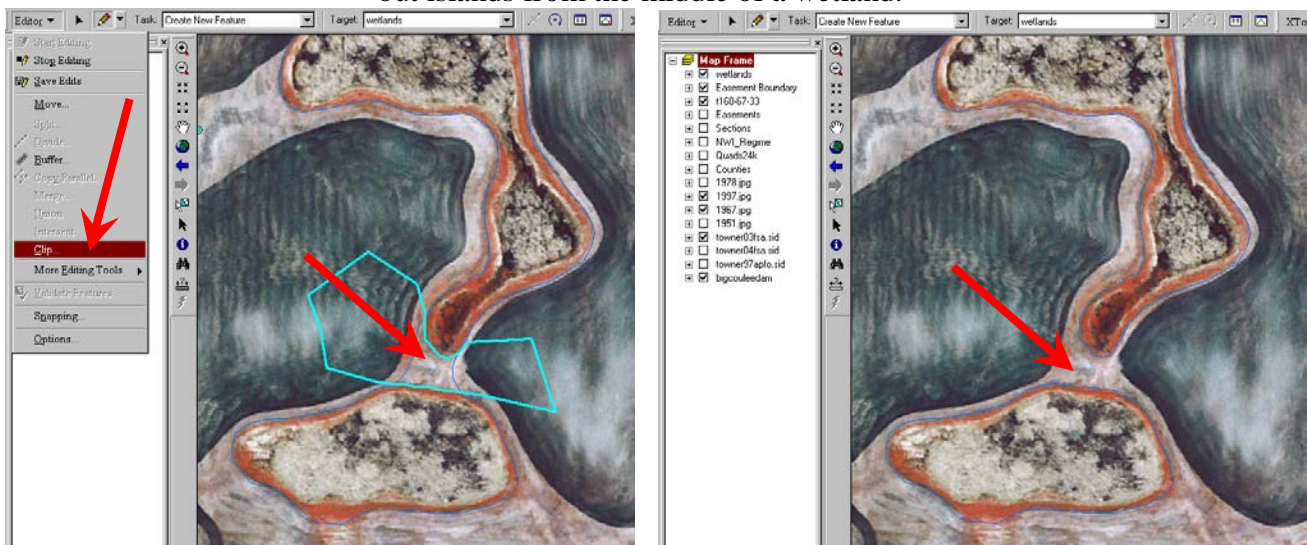 out islands from the middle of a wetland.
Editor Task: Create New Feature Target: wetlands
Start Editing
Stop Editing
Save Edits
Move...
Split...
Divide...
Buffer...
Copy Parallel...
Merge...
Union
Intersect
Clip...
More Editing Tools
Validate Features
Snapping...
Options...
Editor Task: Create New Feature Target: wetlands XToo
Map Frame
wetlands
Easement Boundary
t160-67-33
Easements
Sections
NWI_Regime
Quads24k
Counties
1978.jpg
1997.jpg
1967.jpg
1951.jpg
towner03fsa.sid
towner04fsa.sid
towner97apfo.sid
bigcouleedam